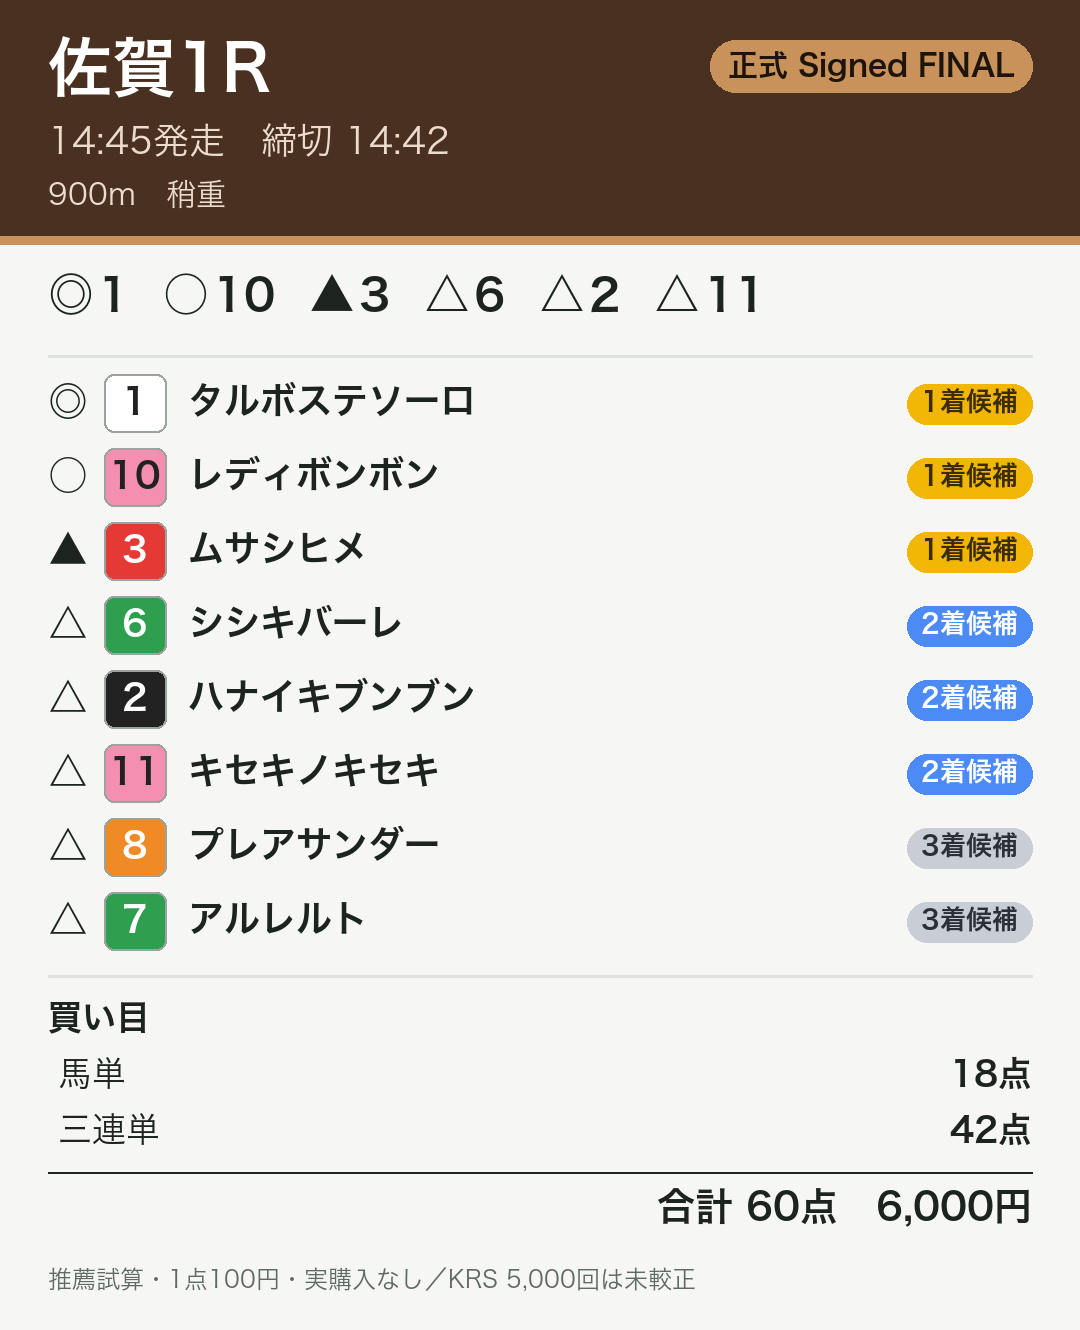 佐賀1R
正式 Signed FINAL
14:45発走　締切 14:42
900m　稍重
◎1 ○10 ▲3 △6 △2 △11
◎ 1 タルボステソーロ 1着候補
○ 10 レディボンボン 1着候補
▲ 3 ムサシヒメ 1着候補
△ 6 シシキバーレ 2着候補
△ 2 ハナイキブンブン 2着候補
△ 11 キセキノキセキ 2着候補
△ 8 プレアサンダー 3着候補
△ 7 アルレルト 3着候補
買い目
馬単 18点
三連単 42点
合計 60点　6,000円
推薦試算・1点100円・実購入なし／KRS 5,000回は未較正